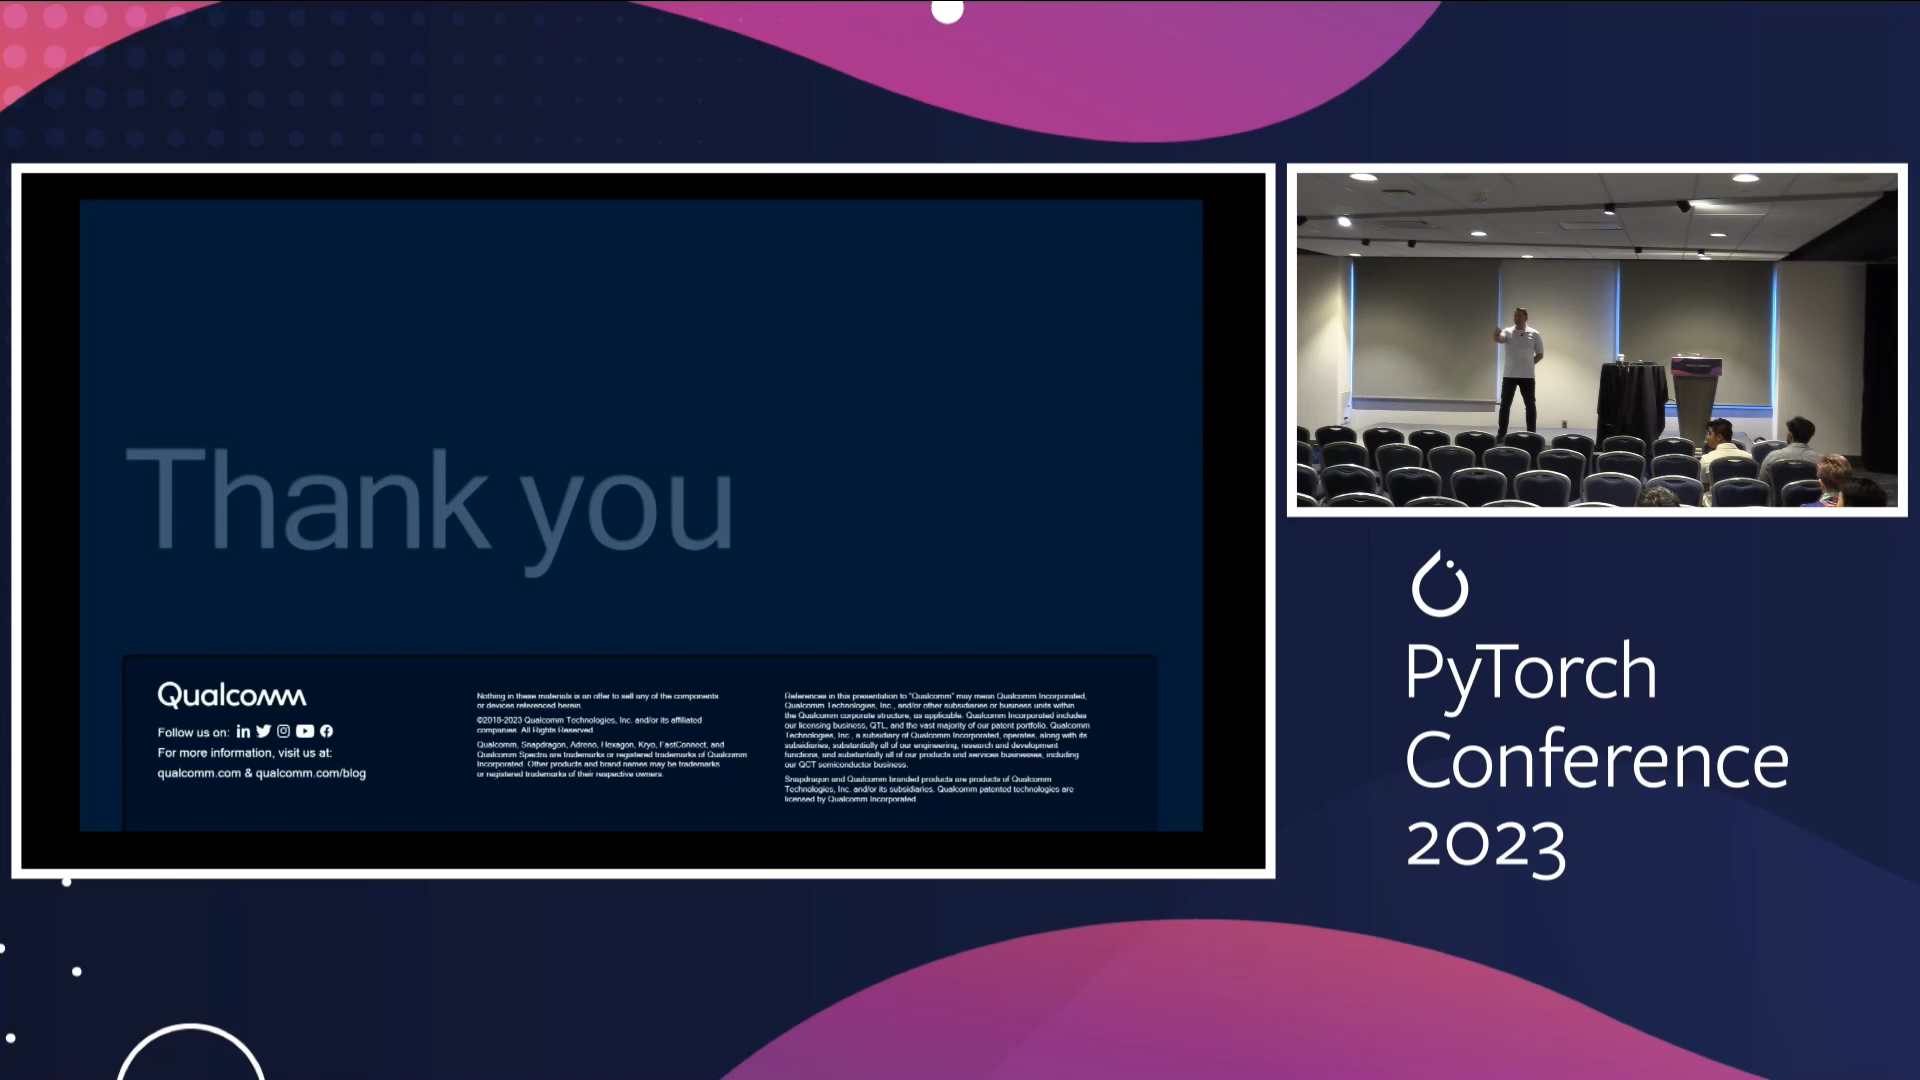 Thank you
Qualcomm
Follow us on:
For more information, visit us at:
qualcomm.com & qualcomm.com/blog
Nothing in these materials is an offer to sell any of the components
or devices referenced herein.
©2018-2023 Qualcomm Technologies, Inc. and/or its affiliated
companies. All Rights Reserved.
Qualcomm, Snapdragon, Adreno, Hexagon, Kryo, FastConnect, and
Qualcomm Spectra are trademarks or registered trademarks of Qualcomm
Incorporated. Other products and brand names may be trademarks
or registered trademarks of their respective owners.
References in this presentation to "Qualcomm" may mean Qualcomm Incorporated,
Qualcomm Technologies, Inc., and/or other subsidiaries or business units within
the Qualcomm corporate structure, as applicable. Qualcomm Incorporated includes
our licensing business, QTL, and the vast majority of our patent portfolio. Qualcomm
Technologies, Inc., a subsidiary of Qualcomm Incorporated, operates, along with its
subsidiaries, substantially all of our engineering, research and development
functions, and substantially all of our products and services businesses, including
our QCT semiconductor business.
Snapdragon and Qualcomm branded products are products of Qualcomm
Technologies, Inc. and/or its subsidiaries. Qualcomm patented technologies are
licensed by Qualcomm Incorporated.
PyTorch
Conference
2023